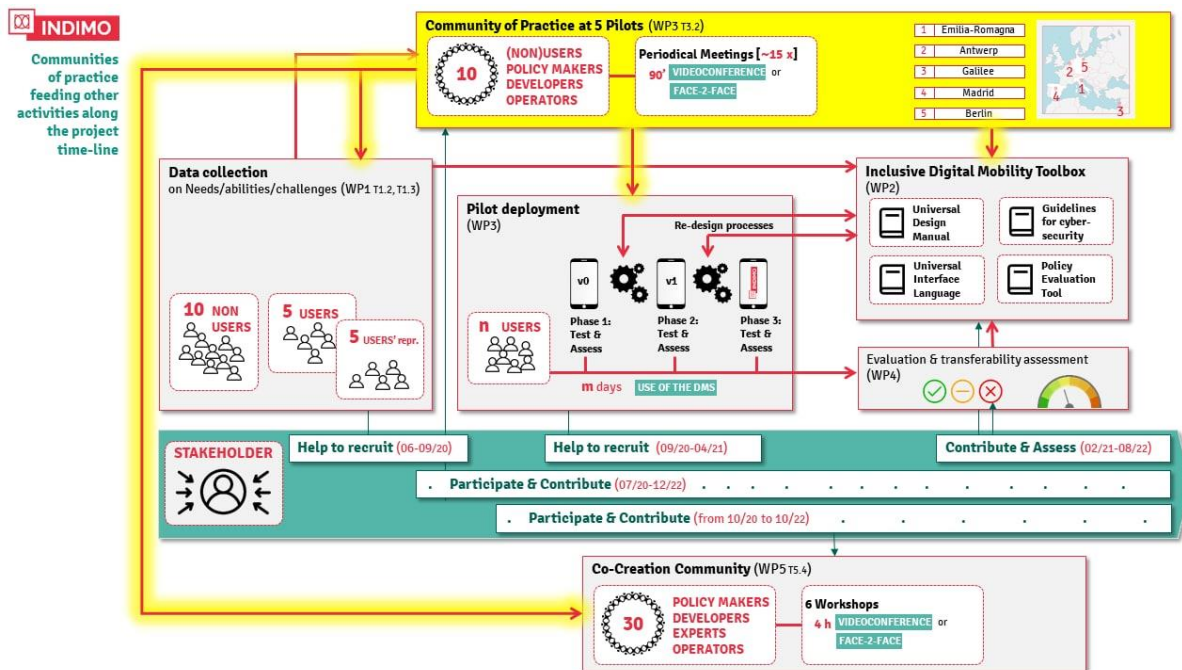 INDIMO
Communities
of practice
feeding other
activities along
the project
time-line
Community of Practice at 5 Pilots (WP3 T3.2)
10
(NON)USERS
POLICY MAKERS
DEVELOPERS
OPERATORS
Periodical Meetings [~15 x]
90’ VIDEOCONFERENCE or
FACE-2-FACE
1 Emilia-Romagna
2 Antwerp
3 Galilee
4 Madrid
5 Berlin
5
2
1
4
3
Data collection
on Needs/abilities/challenges (WP1 T1.2, T1.3)
10 NON
USERS
5 USERS
5 USERS’ repr.
Pilot deployment
(WP3)
Re-design processes
v0
v1
n USERS
Phase 1:
Test &
Assess
Phase 2:
Test &
Assess
Phase 3:
Test &
Assess
m days USE OF THE DMS
Inclusive Digital Mobility Toolbox
(WP2)
Universal
Design
Manual
Guidelines
for cyber-
security
Universal
Interface
Language
Policy
Evaluation
Tool
Evaluation & transferability assessment
(WP4)
STAKEHOLDER
Help to recruit (06-09/20)
Help to recruit (09/20-04/21)
Contribute & Assess (02/21-08/22)
Participate & Contribute (07/20-12/22)
Participate & Contribute (from 10/20 to 10/22)
Co-Creation Community (WP5 T5.4)
30
POLICY MAKERS
DEVELOPERS
EXPERTS
OPERATORS
6 Workshops
4 h VIDEOCONFERENCE or
FACE-2-FACE